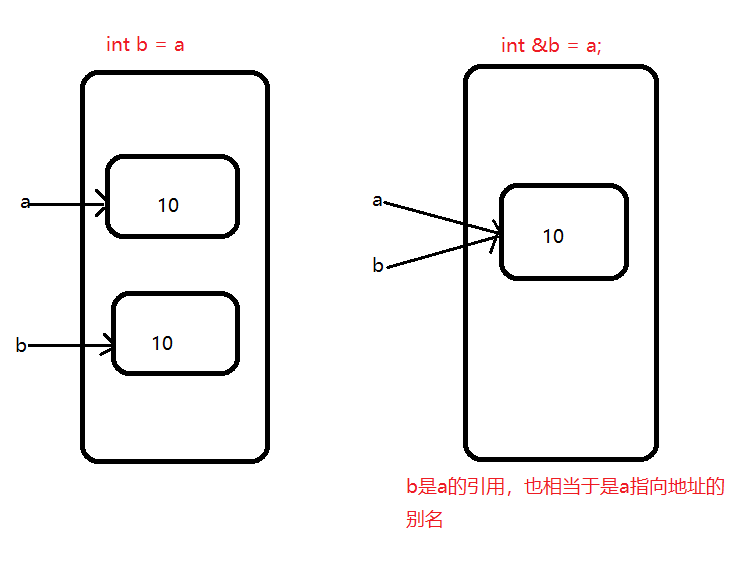 int b = a
int &b = a;
a
10
b
10
a
b
10
b是a的引用，也相当于是a指向地址的
别名